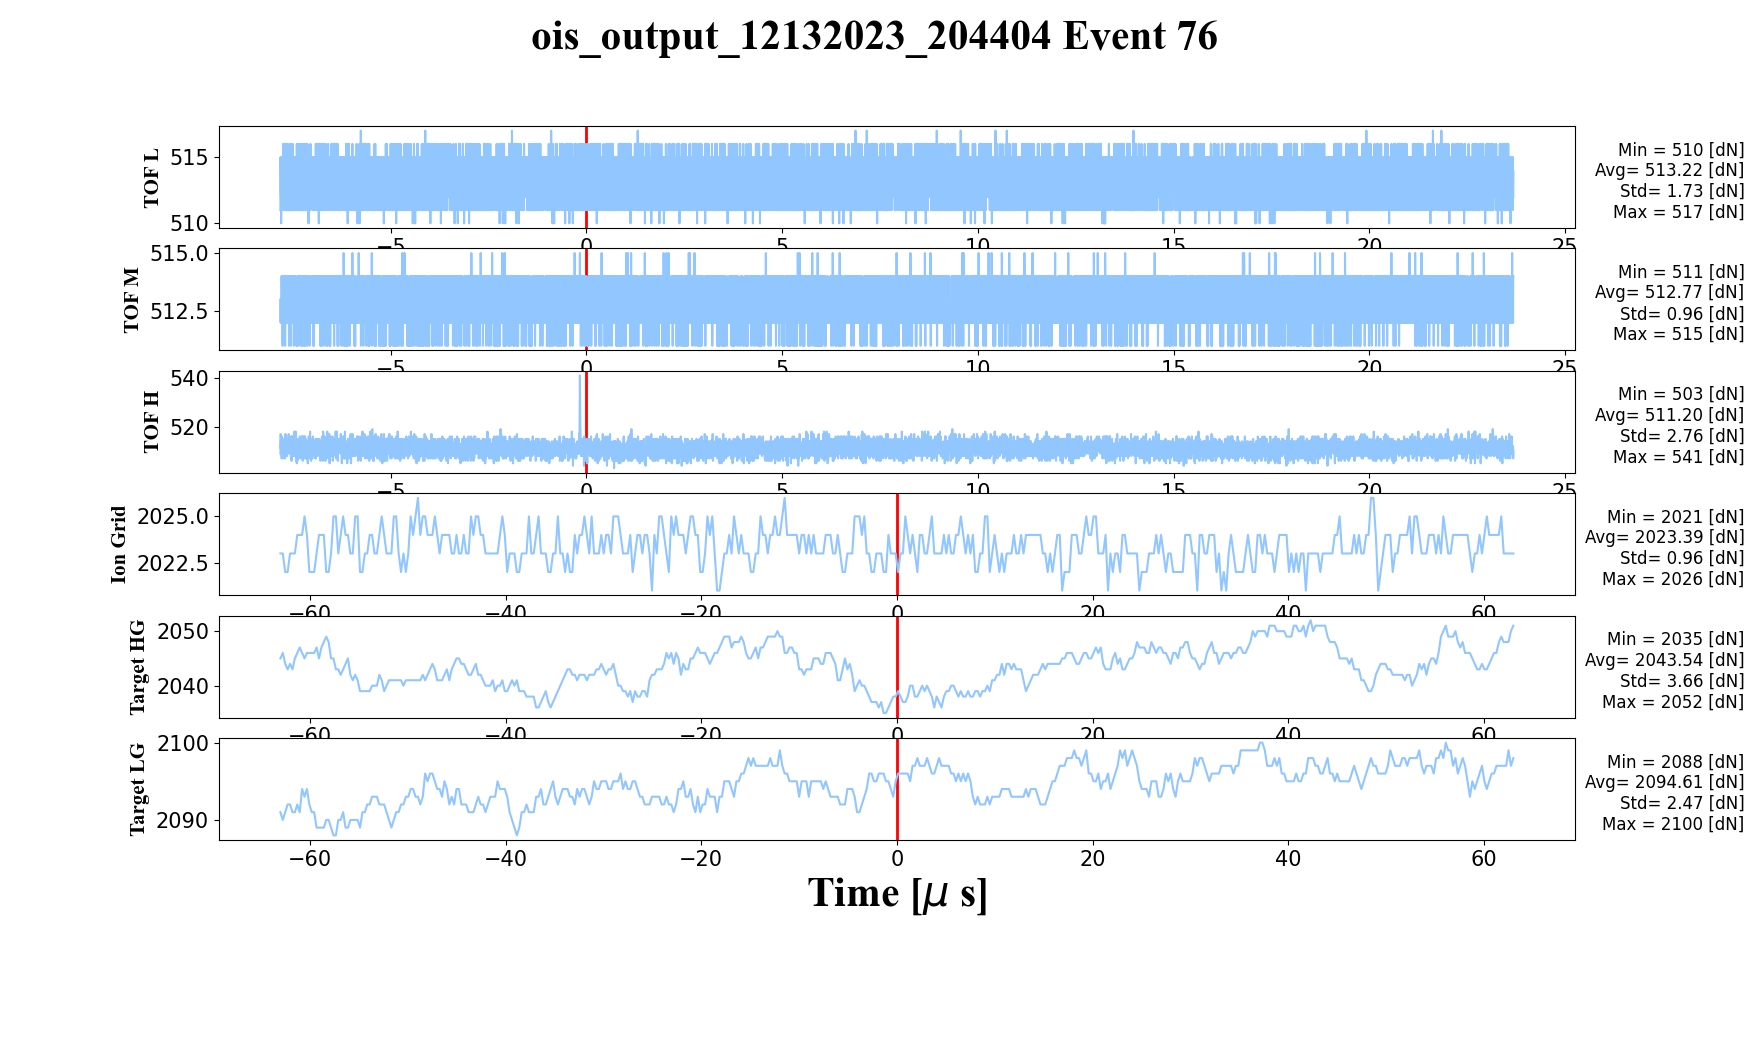 ois_output_12132023_204404 Event 76
TOF L
515
510
Min = 510 [dN]
Avg= 513.22 [dN]
Std= 1.73 [dN]
Max = 517 [dN]
−5 0 5 10 15 20 25
TOF M
515.0
512.5
Min = 511 [dN]
Avg= 512.77 [dN]
Std= 0.96 [dN]
Max = 515 [dN]
−5 0 5 10 15 20 25
TOF H
540
520
Min = 503 [dN]
Avg= 511.20 [dN]
Std= 2.76 [dN]
Max = 541 [dN]
−5 0 5 10 15 20 25
Ion Grid
2025.0
2022.5
Min = 2021 [dN]
Avg= 2023.39 [dN]
Std= 0.96 [dN]
Max = 2026 [dN]
−60 −40 −20 0 20 40 60
Target HG
2050
2040
Min = 2035 [dN]
Avg= 2043.54 [dN]
Std= 3.66 [dN]
Max = 2052 [dN]
−60 −40 −20 0 20 40 60
Target LG
2100
2090
Min = 2088 [dN]
Avg= 2094.61 [dN]
Std= 2.47 [dN]
Max = 2100 [dN]
−60 −40 −20 0 20 40 60
Time [μ s]